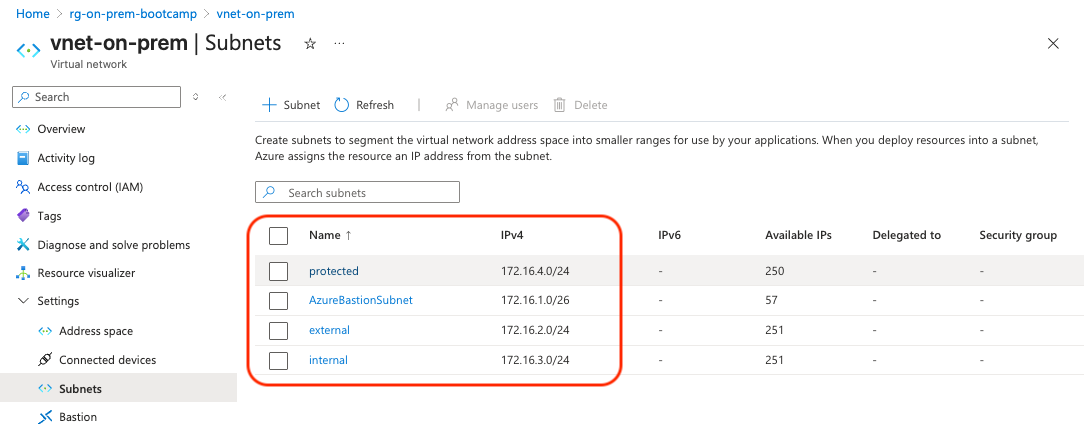 Home > rg-on-prem-bootcamp > vnet-on-prem
vnet-on-prem | Subnets
Virtual network
Search
Overview
Activity log
Access control (IAM)
Tags
Diagnose and solve problems
Resource visualizer
Settings
Address space
Connected devices
Subnets
Bastion
+ Subnet Refresh | Manage users Delete
Create subnets to segment the virtual network address space into smaller ranges for use by your applications. When you deploy resources into a subnet,
Azure assigns the resource an IP address from the subnet.
Search subnets
Name ↑ IPv4 IPv6 Available IPs Delegated to Security group
protected 172.16.4.0/24 - 250 - -
AzureBastionSubnet 172.16.1.0/26 - 57 - -
external 172.16.2.0/24 - 251 - -
internal 172.16.3.0/24 - 251 - -